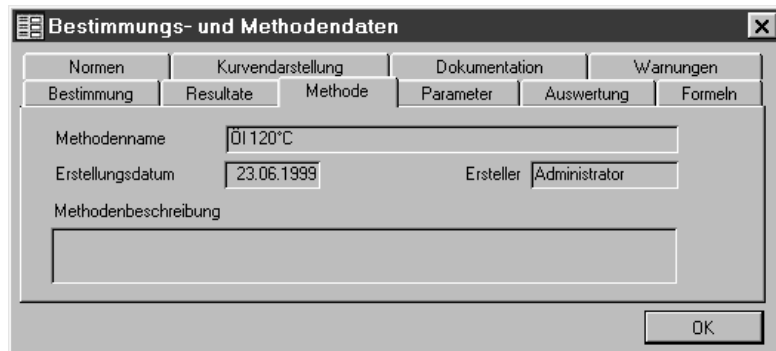 Bestimmungs- und Methodendaten
Normen Kurvendarstellung Dokumentation Warnungen
Bestimmung Resultate Methode Parameter Auswertung Formeln
Methodenname Öl 120°C
Erstellungsdatum 23.06.1999 Ersteller Administrator
Methodenbeschreibung
OK